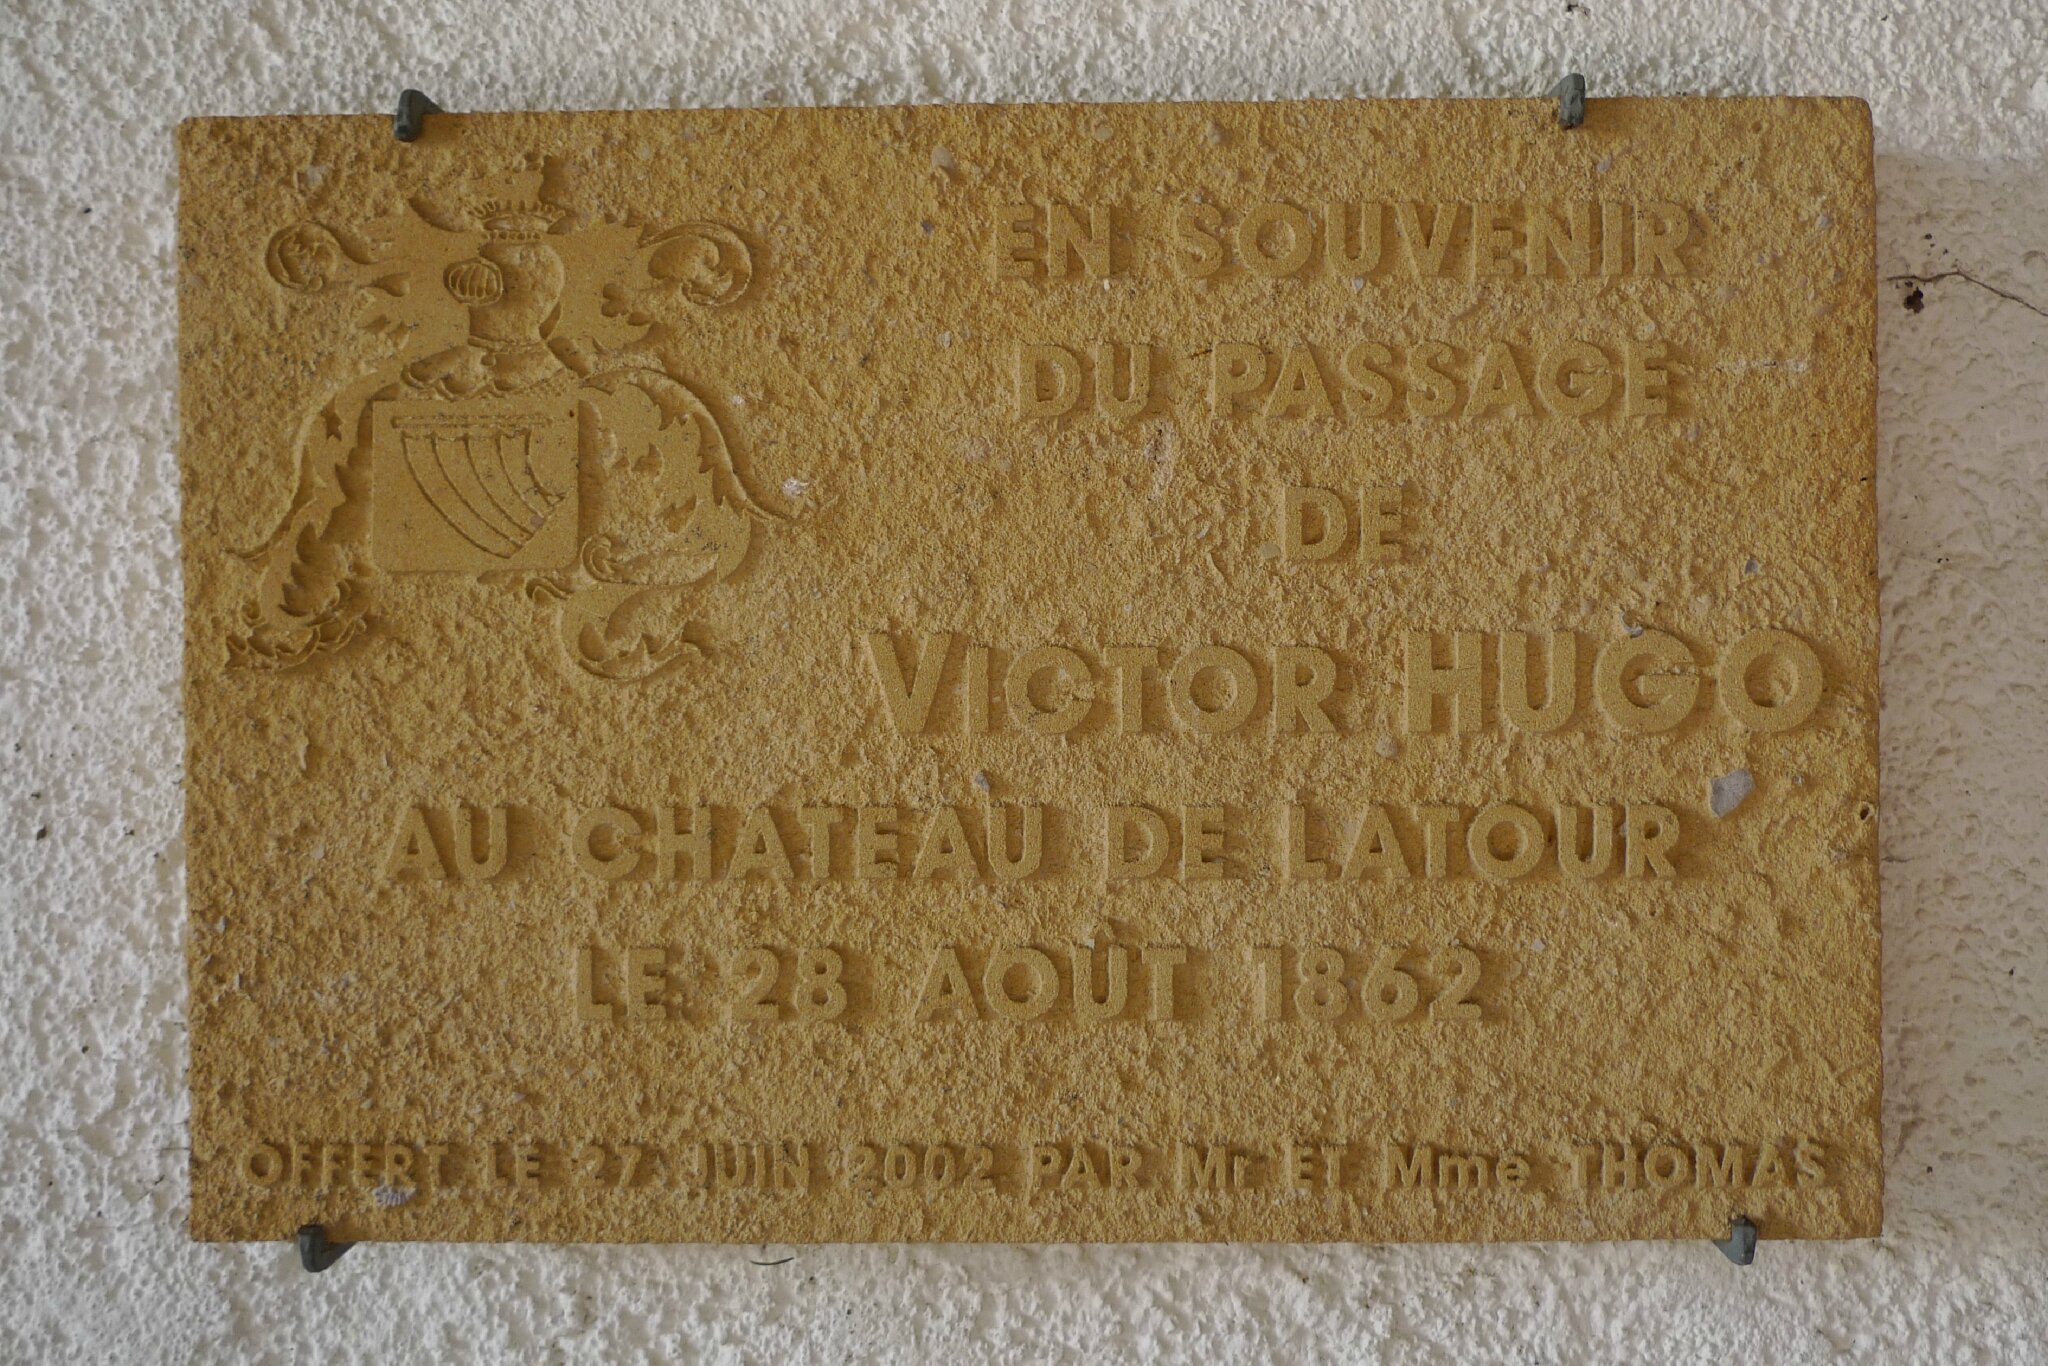 EN SOUVENIR
DU PASSAGE
DE
VICTOR HUGO
AU CHATEAU DE LATOUR
LE 28 AOÛT 1862
OFFERT LE 27 JUIN 2002 PAR Mr ET Mme THOMAS